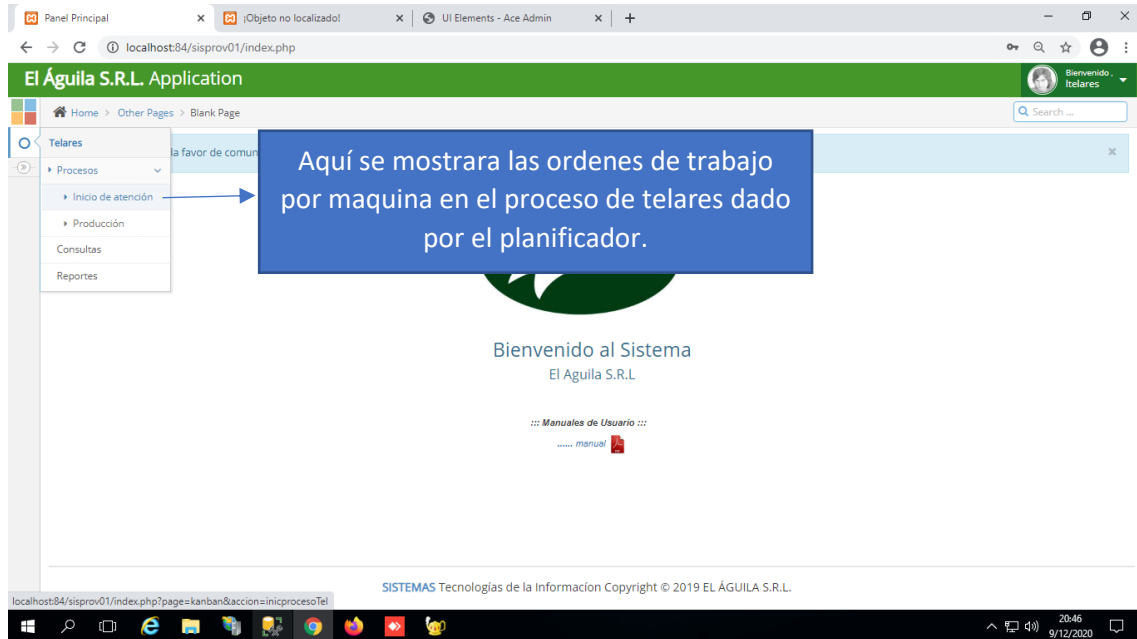 Panel Principal
¡Objeto no localizado!
UI Elements - Ace Admin
localhost:84/sisprov01/index.php
El Águila S.R.L. Application
Bienvenido,
Itelares
Home > Other Pages > Blank Page
Search ...
Telares
la favor de comun
Procesos
Inicio de atención
Producción
Consultas
Reportes
Aquí se mostrara las ordenes de trabajo
por maquina en el proceso de telares dado
por el planificador.
Bienvenido al Sistema
El Aguila S.R.L
::: Manuales de Usuario :::
...... manual
SISTEMAS Tecnologías de la Informacíon Copyright © 2019 EL ÁGUILA S.R.L.
localhost:84/sisprov01/index.php?page=kanban&accion=inicprocesoTel
20:46
9/12/2020